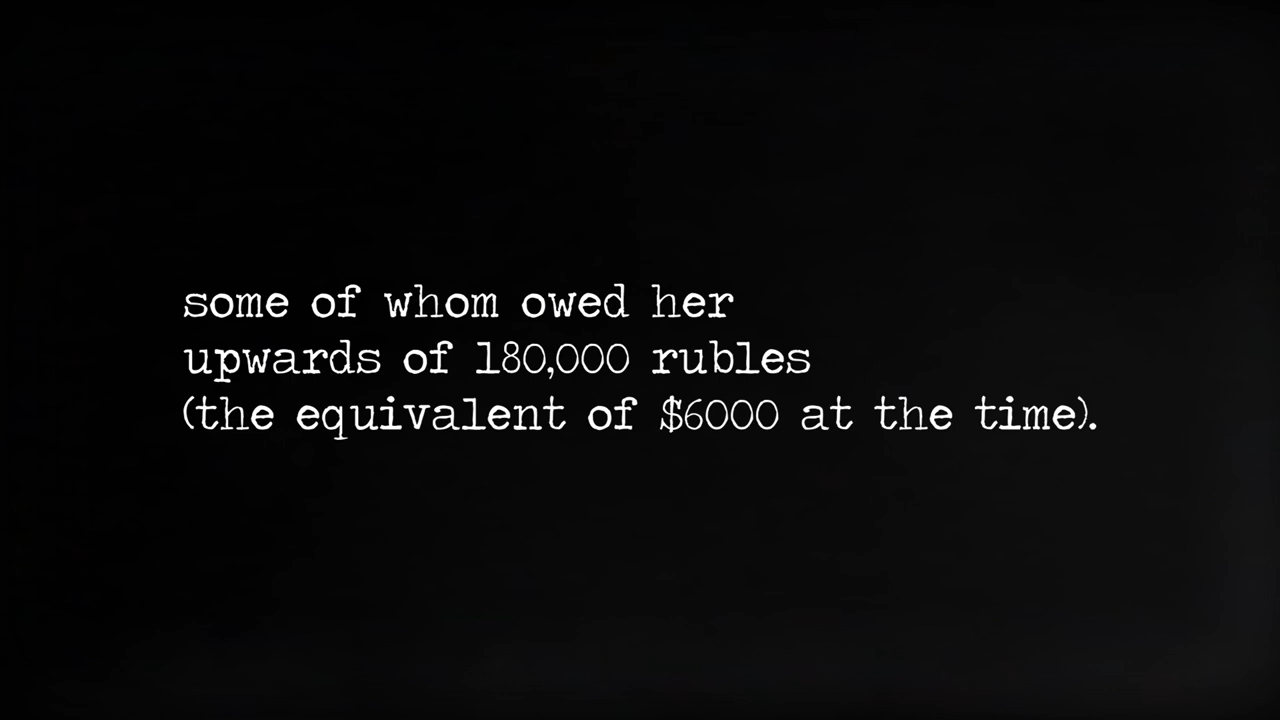 some of whom owed her
upwards of 180,000 rubles
(the equivalent of $6000 at the time).